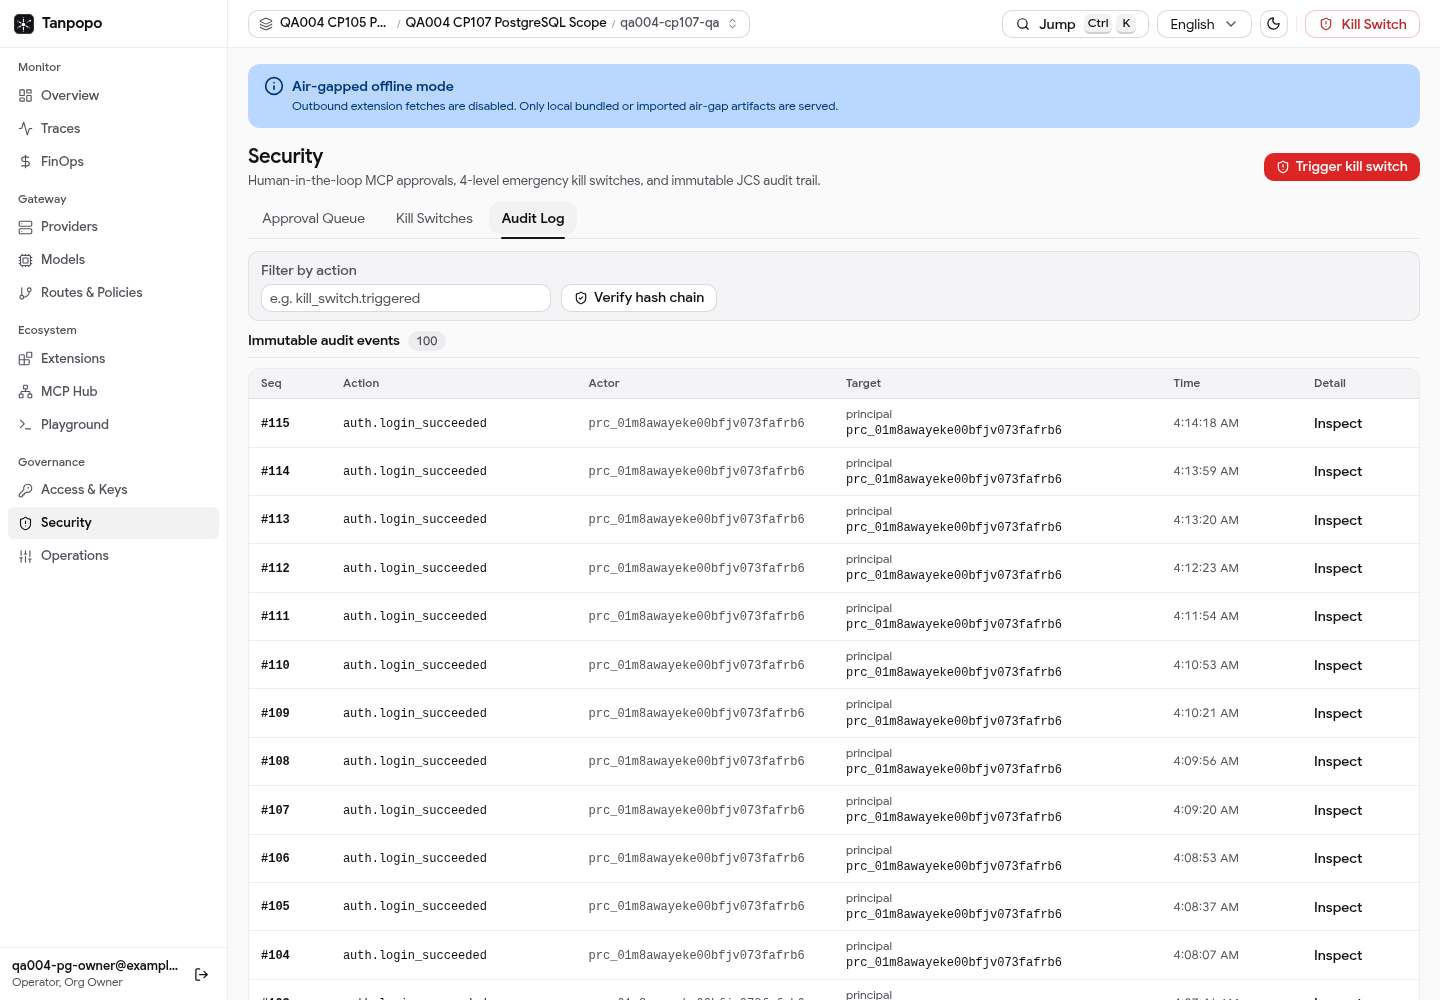 Tanpopo
Monitor
Overview
Traces
FinOps
Gateway
Providers
Models
Routes & Policies
Ecosystem
Extensions
MCP Hub
Playground
Governance
Access & Keys
Security
Operations
qa004-pg-owner@exampl...
Operator, Org Owner
QA004 CP105 P... / QA004 CP107 PostgreSQL Scope / qa004-cp107-qa
Jump Ctrl K
English
Kill Switch
Air-gapped offline mode
Outbound extension fetches are disabled. Only local bundled or imported air-gap artifacts are served.
Security
Human-in-the-loop MCP approvals, 4-level emergency kill switches, and immutable JCS audit trail.
Trigger kill switch
Approval Queue Kill Switches Audit Log
Filter by action
e.g. kill_switch.triggered Verify hash chain
Immutable audit events 100
Seq Action Actor Target Time Detail
principal
#115 auth.login_succeeded prc_01m8awayeke00bfjv073fafrb6 prc_01m8awayeke00bfjv073fafrb6 4:14:18 AM Inspect
principal
#114 auth.login_succeeded prc_01m8awayeke00bfjv073fafrb6 prc_01m8awayeke00bfjv073fafrb6 4:13:59 AM Inspect
principal
#113 auth.login_succeeded prc_01m8awayeke00bfjv073fafrb6 prc_01m8awayeke00bfjv073fafrb6 4:13:20 AM Inspect
principal
#112 auth.login_succeeded prc_01m8awayeke00bfjv073fafrb6 prc_01m8awayeke00bfjv073fafrb6 4:12:23 AM Inspect
principal
#111 auth.login_succeeded prc_01m8awayeke00bfjv073fafrb6 prc_01m8awayeke00bfjv073fafrb6 4:11:54 AM Inspect
principal
#110 auth.login_succeeded prc_01m8awayeke00bfjv073fafrb6 prc_01m8awayeke00bfjv073fafrb6 4:10:53 AM Inspect
principal
#109 auth.login_succeeded prc_01m8awayeke00bfjv073fafrb6 prc_01m8awayeke00bfjv073fafrb6 4:10:21 AM Inspect
principal
#108 auth.login_succeeded prc_01m8awayeke00bfjv073fafrb6 prc_01m8awayeke00bfjv073fafrb6 4:09:56 AM Inspect
principal
#107 auth.login_succeeded prc_01m8awayeke00bfjv073fafrb6 prc_01m8awayeke00bfjv073fafrb6 4:09:20 AM Inspect
principal
#106 auth.login_succeeded prc_01m8awayeke00bfjv073fafrb6 prc_01m8awayeke00bfjv073fafrb6 4:08:53 AM Inspect
principal
#105 auth.login_succeeded prc_01m8awayeke00bfjv073fafrb6 prc_01m8awayeke00bfjv073fafrb6 4:08:37 AM Inspect
principal
#104 auth.login_succeeded prc_01m8awayeke00bfjv073fafrb6 prc_01m8awayeke00bfjv073fafrb6 4:08:07 AM Inspect
principal